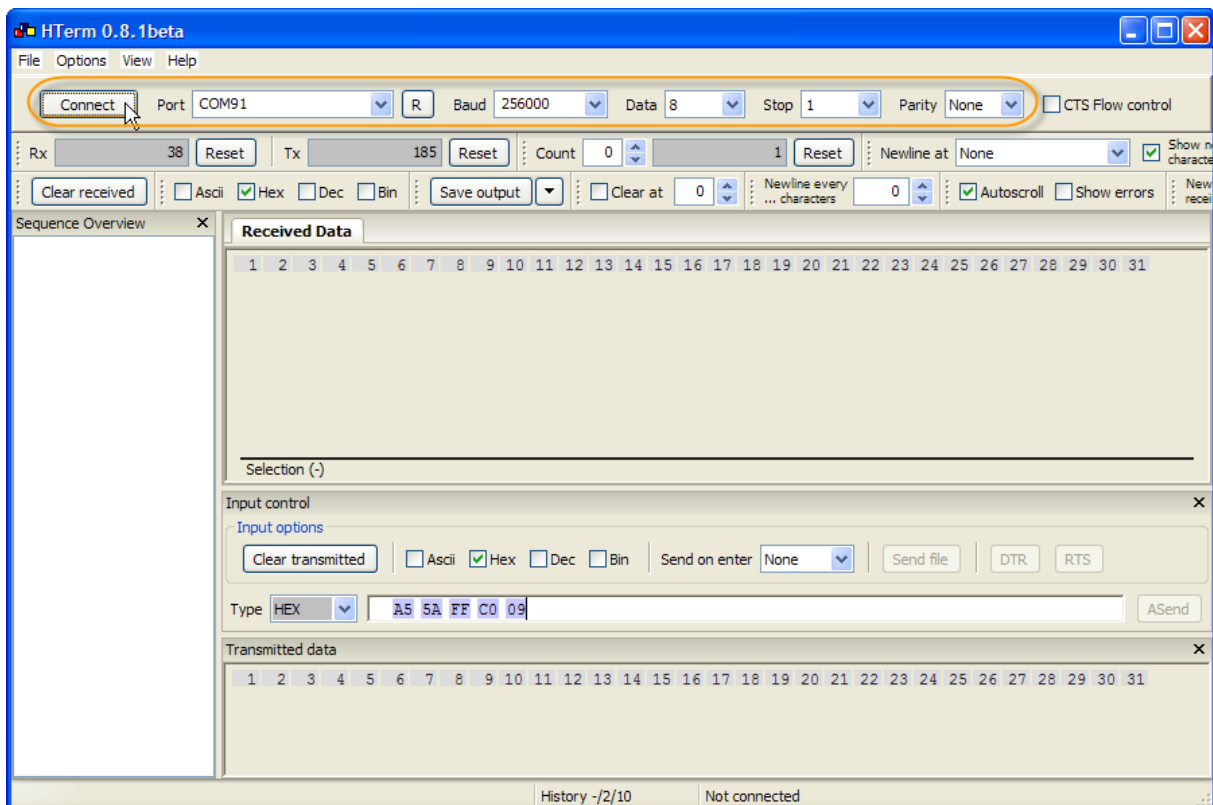 HTerm 0.8.1beta
File Options View Help
Connect Port COM91 R Baud 256000 Data 8 Stop 1 Parity None CTS Flow control
Rx 38 Reset Tx 185 Reset Count 0 1 Reset Newline at None Show
characte
Clear received Ascii Hex Dec Bin Save output Clear at 0 Newline every
... characters 0 Autoscroll Show errors New
recei
Sequence Overview
Received Data
1 2 3 4 5 6 7 8 9 10 11 12 13 14 15 16 17 18 19 20 21 22 23 24 25 26 27 28 29 30 31
Selection (-)
Input control
Input options
Clear transmitted Ascii Hex Dec Bin Send on enter None Send file DTR RTS
Type HEX A5 5A FF C0 09 ASend
Transmitted data
1 2 3 4 5 6 7 8 9 10 11 12 13 14 15 16 17 18 19 20 21 22 23 24 25 26 27 28 29 30 31
History -/2/10 Not connected